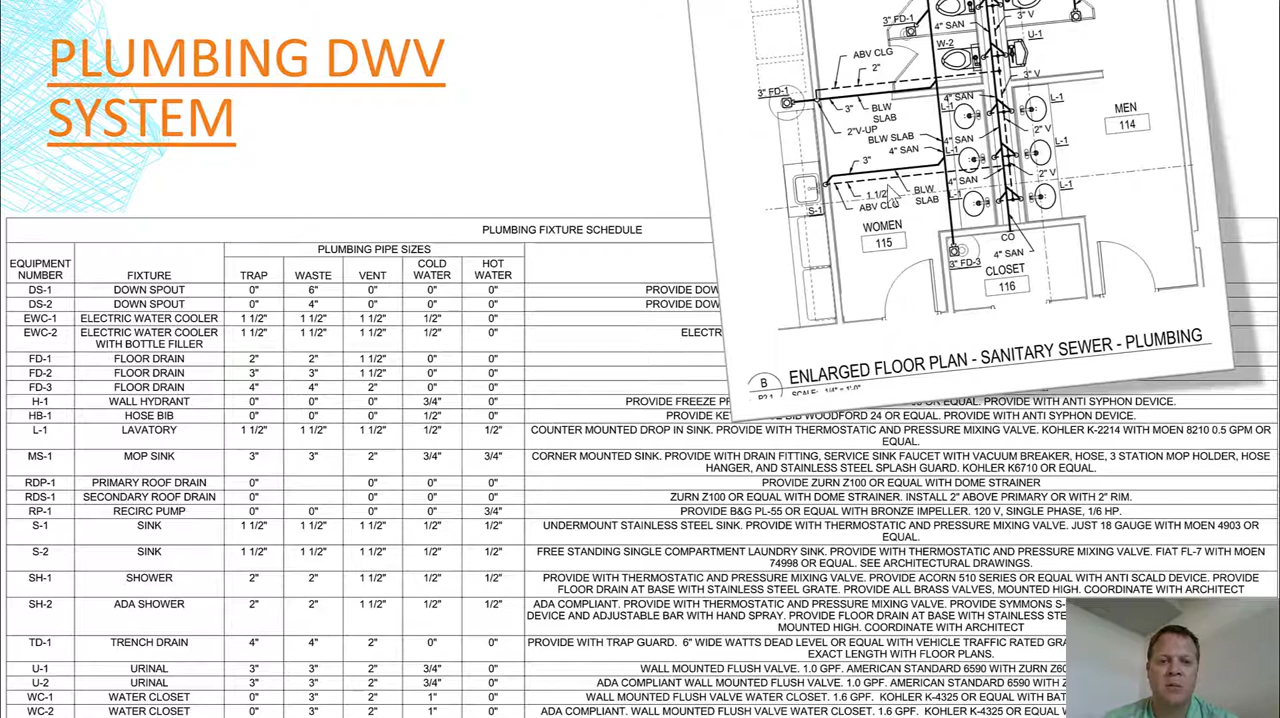 PLUMBING DWV
SYSTEM
3" FD-1
4" SAN
3" V
U-1
W-2
ABV CLG
2"
3" V
3" FD-1
3"
BLW
SLAB
4" SAN
L-1
L-1
MEN
114
2"V-UP
BLW SLAB
4" SAN
2" V
L-1
L-1
3"
4" SAN
2" V
L-1
1 1/2"
ABV CLG
BLW
SLAB
S-1
WOMEN
115
CO
4" SAN
3" FD-3
CLOSET
116
B
ENLARGED FLOOR PLAN - SANITARY SEWER - PLUMBING
SCALE: 1/4" = 1'-0"
P2.1
PLUMBING FIXTURE SCHEDULE
PLUMBING PIPE SIZES
EQUIPMENT NUMBER FIXTURE TRAP WASTE VENT COLD WATER HOT WATER
DS-1 DOWN SPOUT 0" 6" 0" 0" 0" PROVIDE DOW
DS-2 DOWN SPOUT 0" 4" 0" 0" 0" PROVIDE DOW
EWC-1 ELECTRIC WATER COOLER 1 1/2" 1 1/2" 1 1/2" 1/2" 0"
EWC-2 ELECTRIC WATER COOLER 1 1/2" 1 1/2" 1 1/2" 1/2" 0" ELECTR
WITH BOTTLE FILLER
FD-1 FLOOR DRAIN 2" 2" 1 1/2" 0" 0"
FD-2 FLOOR DRAIN 3" 3" 1 1/2" 0" 0"
FD-3 FLOOR DRAIN 4" 4" 2" 0" 0"
H-1 WALL HYDRANT 0" 0" 0" 3/4" 0" PROVIDE FREEZE PR OR EQUAL. PROVIDE WITH ANTI SYPHON DEVICE.
HB-1 HOSE BIB 0" 0" 0" 1/2" 0" PROVIDE KE BIB WOODFORD 24 OR EQUAL. PROVIDE WITH ANTI SYPHON DEVICE.
L-1 LAVATORY 1 1/2" 1 1/2" 1 1/2" 1/2" 1/2" COUNTER MOUNTED DROP IN SINK. PROVIDE WITH THERMOSTATIC AND PRESSURE MIXING VALVE. KOHLER K-2214 WITH MOEN 8210 0.5 GPM OR
EQUAL.
MS-1 MOP SINK 3" 3" 2" 3/4" 3/4" CORNER MOUNTED SINK. PROVIDE WITH DRAIN FITTING, SERVICE SINK FAUCET WITH VACUUM BREAKER, HOSE, 3 STATION MOP HOLDER, HOSE
HANGER, AND STAINLESS STEEL SPLASH GUARD. KOHLER K6710 OR EQUAL.
RDP-1 PRIMARY ROOF DRAIN 0" 0" 0" 0" PROVIDE ZURN Z100 OR EQUAL WITH DOME STRAINER
RDS-1 SECONDARY ROOF DRAIN 0" 0" 0" 0" ZURN Z100 OR EQUAL WITH DOME STRAINER. INSTALL 2" ABOVE PRIMARY OR WITH 2" RIM.
RP-1 RECIRC PUMP 0" 0" 0" 0" 3/4" PROVIDE B&G PL-55 OR EQUAL WITH BRONZE IMPELLER. 120 V, SINGLE PHASE, 1/6 HP.
S-1 SINK 1 1/2" 1 1/2" 1 1/2" 1/2" 1/2" UNDERMOUNT STAINLESS STEEL SINK. PROVIDE WITH THERMOSTATIC AND PRESSURE MIXING VALVE. JUST 18 GAUGE WITH MOEN 4903 OR
EQUAL.
S-2 SINK 1 1/2" 1 1/2" 1 1/2" 1/2" 1/2" FREE STANDING SINGLE COMPARTMENT LAUNDRY SINK. PROVIDE WITH THERMOSTATIC AND PRESSURE MIXING VALVE. FIAT FL-7 WITH MOEN
74998 OR EQUAL. SEE ARCHITECTURAL DRAWINGS.
SH-1 SHOWER 2" 2" 1 1/2" 1/2" 1/2" PROVIDE WITH THERMOSTATIC AND PRESSURE MIXING VALVE. PROVIDE ACORN 510 SERIES OR EQUAL WITH ANTI SCALD DEVICE. PROVIDE
FLOOR DRAIN AT BASE WITH STAINLESS STEEL GRATE. PROVIDE ALL BRASS VALVES, MOUNTED HIGH. COORDINATE WITH ARCHITECT
SH-2 ADA SHOWER 2" 2" 1 1/2" 1/2" 1/2" ADA COMPLIANT. PROVIDE WITH THERMOSTATIC AND PRESSURE MIXING VALVE. PROVIDE SYMMONS S-
DEVICE AND ADJUSTABLE BAR WITH HAND SPRAY. PROVIDE FLOOR DRAIN AT BASE WITH STAINLESS STE
MOUNTED HIGH. COORDINATE WITH ARCHITECT
TD-1 TRENCH DRAIN 4" 4" 2" 0" 0" PROVIDE WITH TRAP GUARD. 6" WIDE WATTS DEAD LEVEL OR EQUAL WITH VEHICLE TRAFFIC RATED GRA
EXACT LENGTH WITH FLOOR PLANS.
U-1 URINAL 3" 3" 2" 3/4" 0" WALL MOUNTED FLUSH VALVE. 1.0 GPF. AMERICAN STANDARD 6590 WITH ZURN Z60
U-2 URINAL 3" 3" 2" 3/4" 0" ADA COMPLIANT WALL MOUNTED FLUSH VALVE. 1.0 GPF. AMERICAN STANDARD 6590 WITH Z
WC-1 WATER CLOSET 0" 3" 2" 1" 0" WALL MOUNTED FLUSH VALVE WATER CLOSET. 1.6 GPF. KOHLER K-4325 OR EQUAL WITH BAT
WC-2 WATER CLOSET 0" 3" 2" 1" 0" ADA COMPLIANT. WALL MOUNTED FLUSH VALVE WATER CLOSET. 1.6 GPF. KOHLER K-4325 OR EQUAL WI